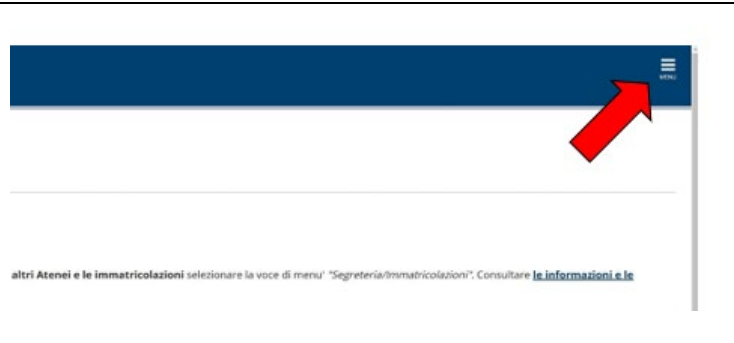 MENU
altri Atenei e le immatricolazioni selezionare la voce di menu' "Segreteria/Immatricolazioni". Consultare le informazioni e le